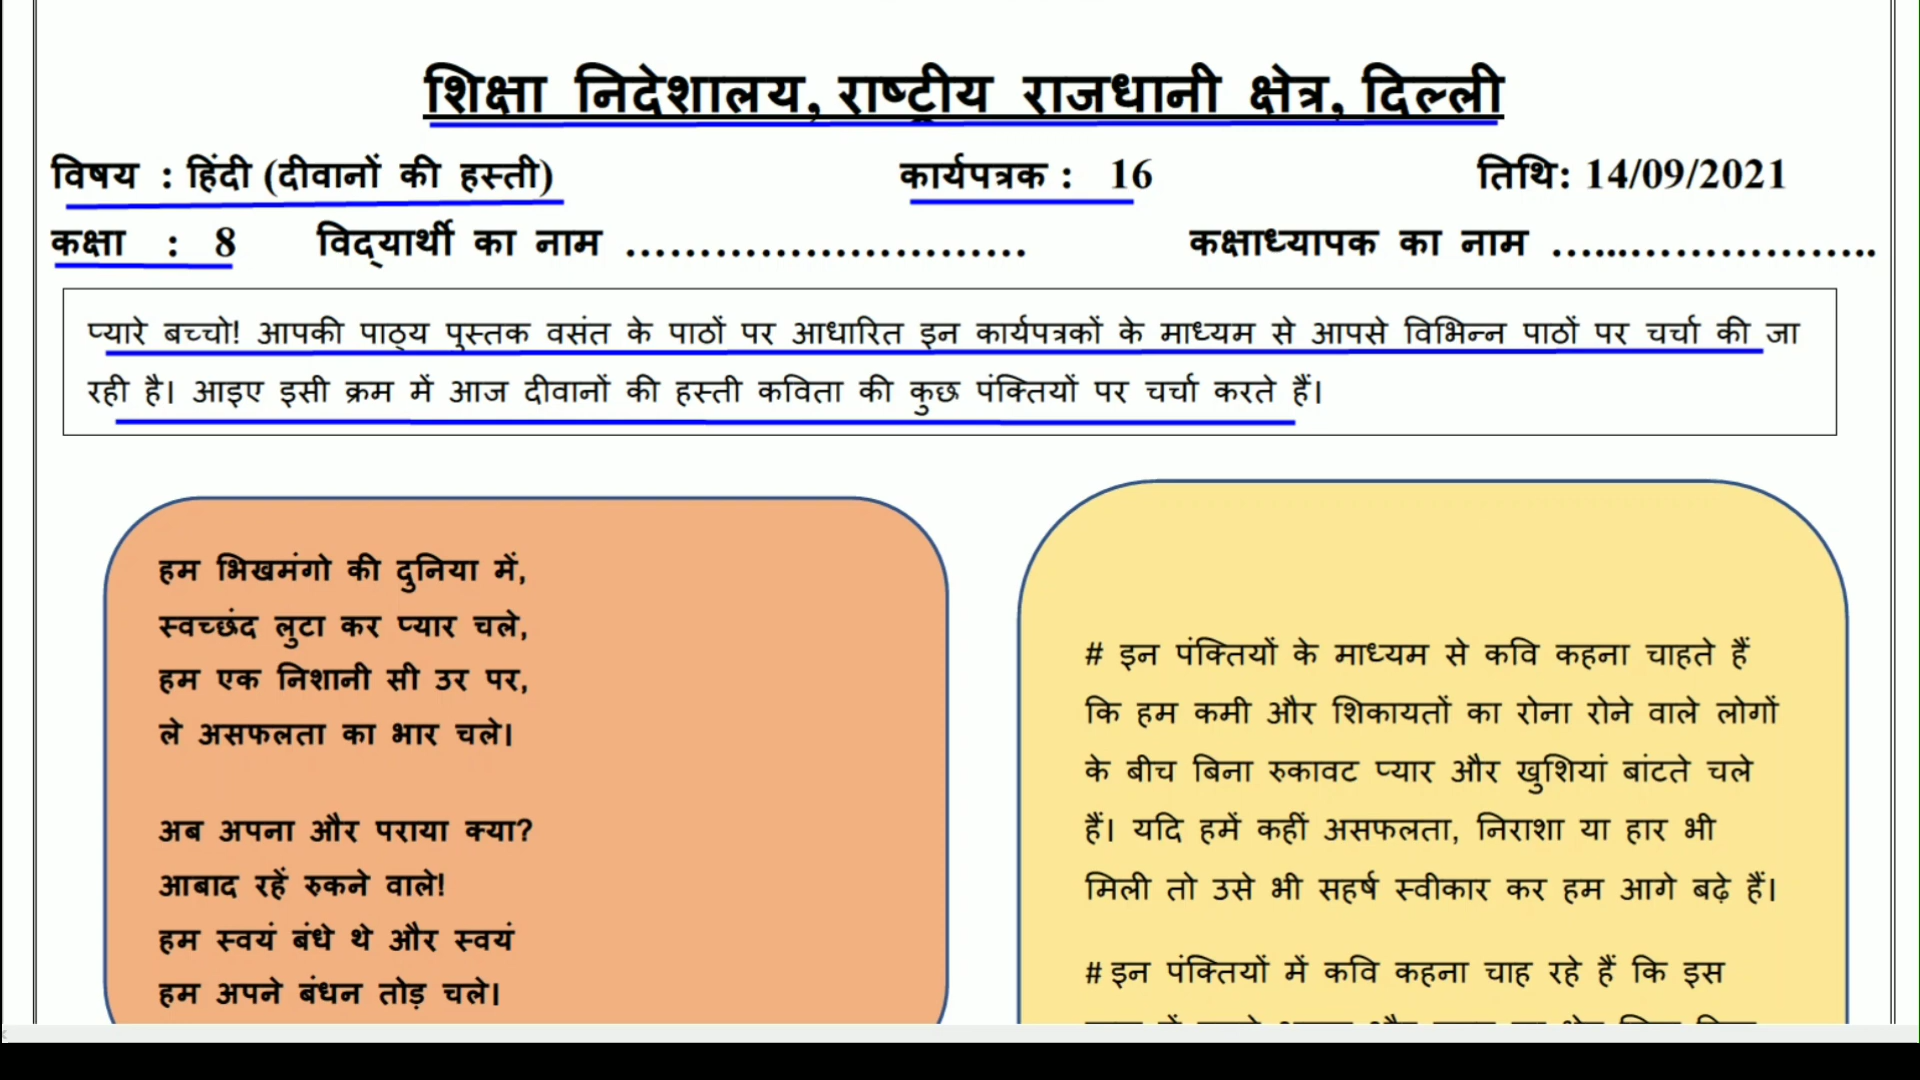 शिक्षा निदेशालय, राष्ट्रीय राजधानी क्षेत्र, दिल्ली
विषय : हिंदी (दीवानों की हस्ती) कार्यपत्रक : 16 तिथि: 14/09/2021
कक्षा : 8 विद्यार्थी का नाम ………………………… कक्षाध्यापक का नाम …...……………..
प्यारे बच्चो! आपकी पाठ्य पुस्तक वसंत के पाठों पर आधारित इन कार्यपत्रकों के माध्यम से आपसे विभिन्न पाठों पर चर्चा की जा
रही है। आइए इसी क्रम में आज दीवानों की हस्ती कविता की कुछ पंक्तियों पर चर्चा करते हैं।
हम भिखमंगो की दुनिया में,
स्वच्छंद लुटा कर प्यार चले,
हम एक निशानी सी उर पर,
ले असफलता का भार चले।
अब अपना और पराया क्या?
आबाद रहें रुकने वाले!
हम स्वयं बंधे थे और स्वयं
हम अपने बंधन तोड़ चले।
# इन पंक्तियों के माध्यम से कवि कहना चाहते हैं
कि हम कमी और शिकायतों का रोना रोने वाले लोगों
के बीच बिना रुकावट प्यार और खुशियां बांटते चले
हैं। यदि हमें कहीं असफलता, निराशा या हार भी
मिली तो उसे भी सहर्ष स्वीकार कर हम आगे बढ़े हैं।
# इन पंक्तियों में कवि कहना चाह रहे हैं कि इस